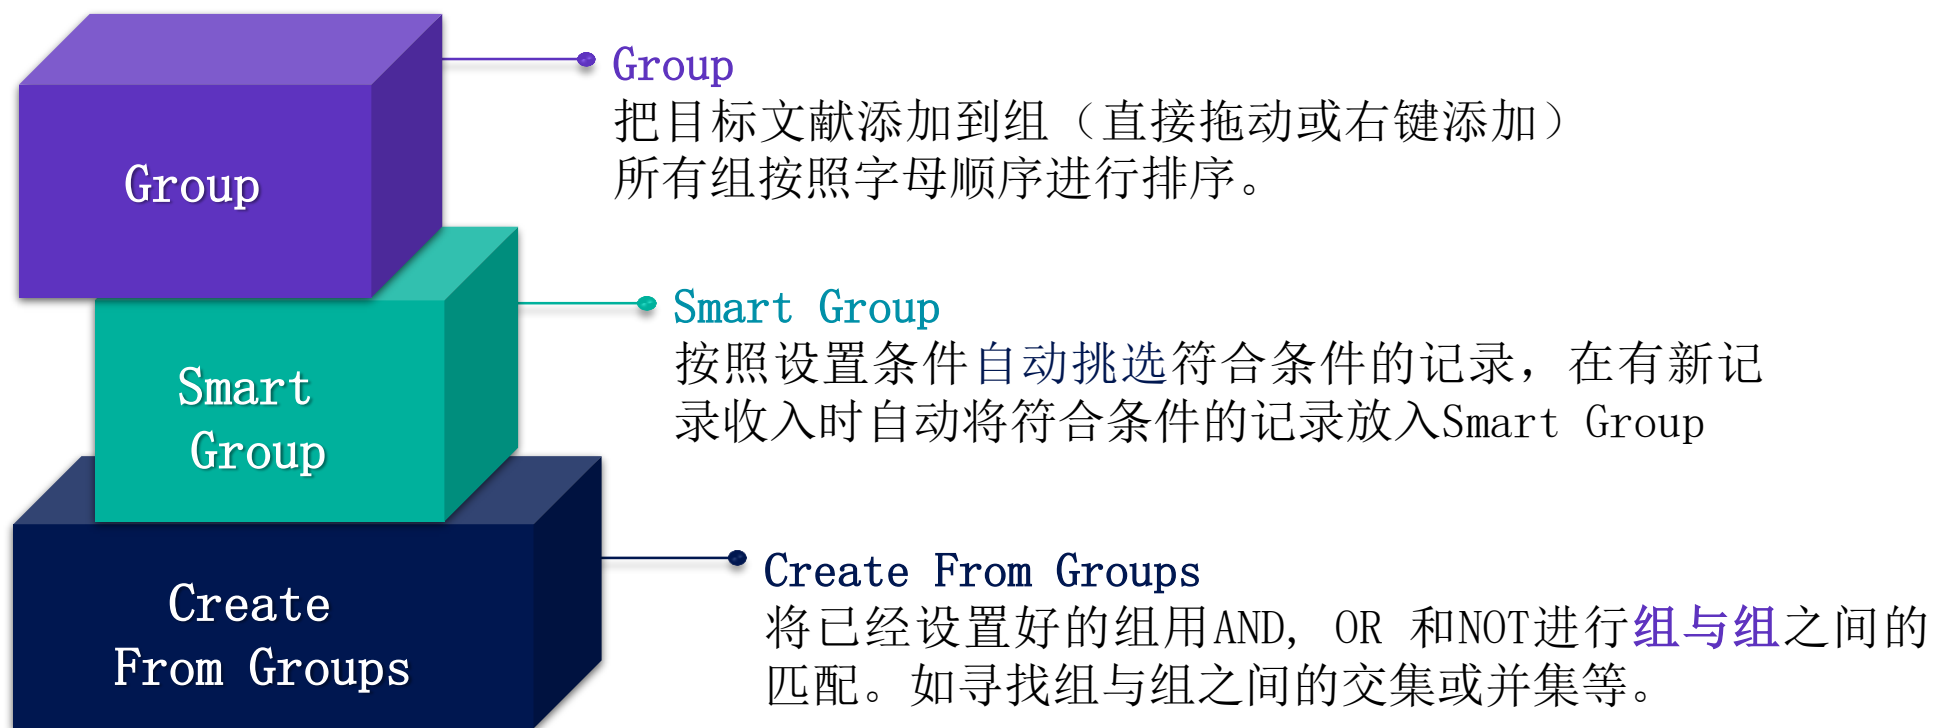 Group
Group
把目标文献添加到组（直接拖动或右键添加）
所有组按照字母顺序进行排序。
Smart
Group
Smart Group
按照设置条件自动挑选符合条件的记录，在有新记
录收入时自动将符合条件的记录放入Smart Group
Create
From Groups
Create From Groups
将已经设置好的组用AND, OR 和NOT进行组与组之间的
匹配。如寻找组与组之间的交集或并集等。